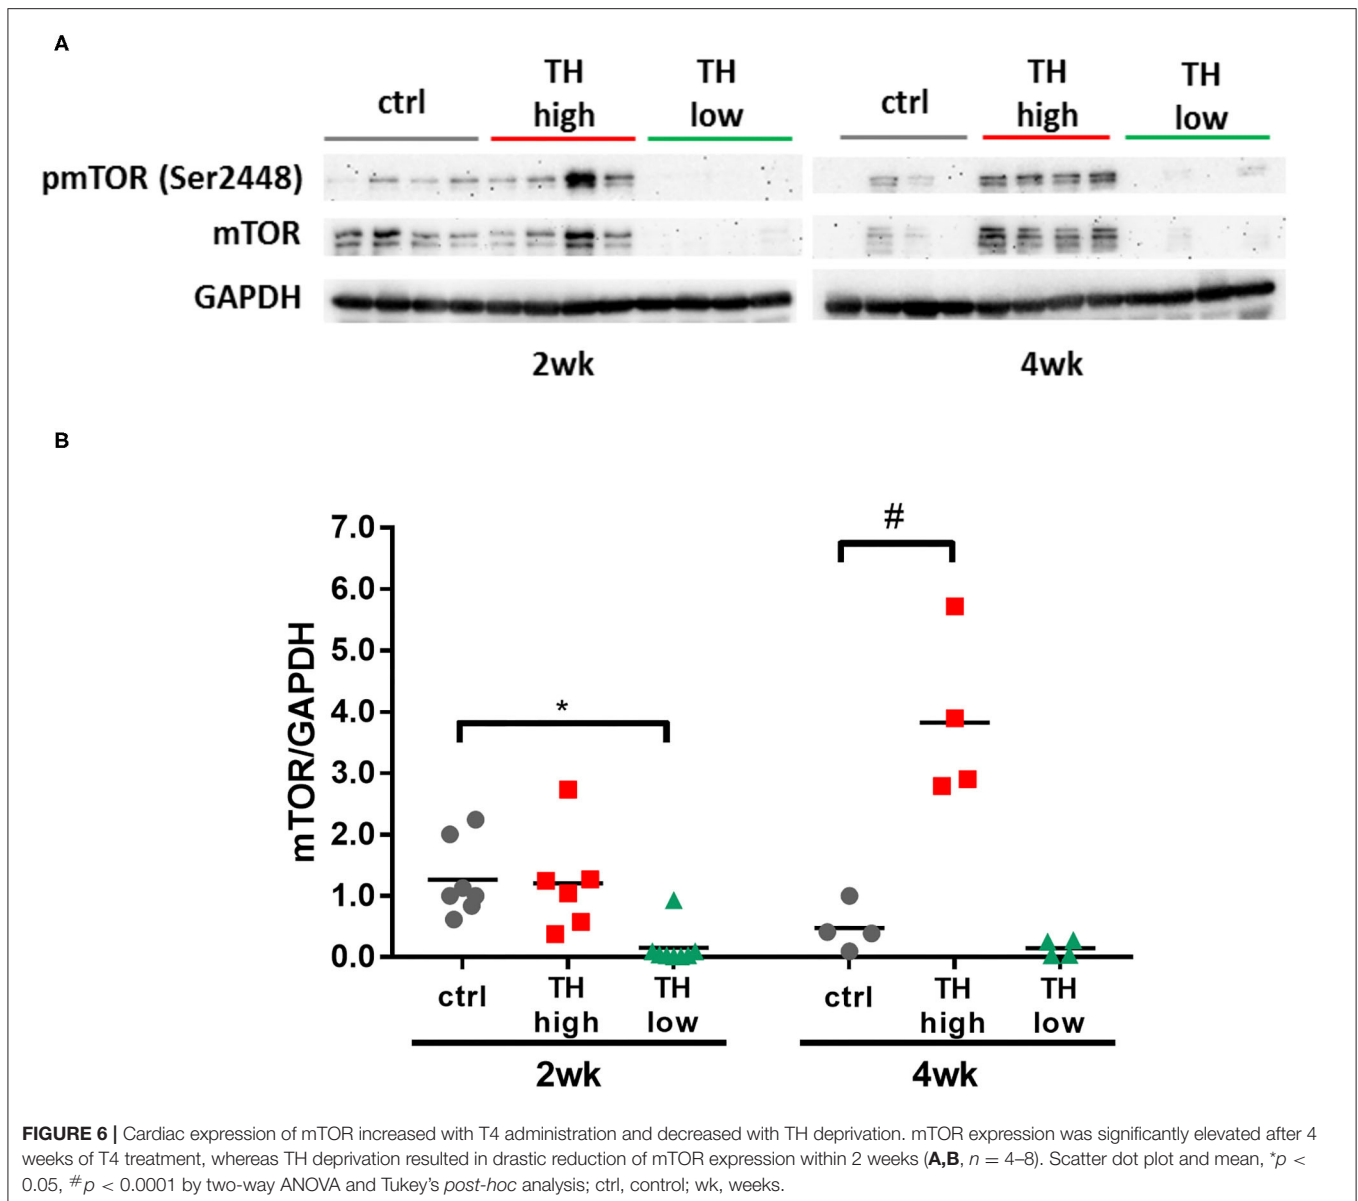 A
ctrl
TH
high
TH
low
ctrl
TH
high
TH
low
pmTOR (Ser2448)
mTOR
GAPDH
2wk
4wk
B
mTOR/GAPDH
7.0
6.0
5.0
4.0
3.0
2.0
1.0
0.0
*
#
ctrl
TH
high
TH
low
ctrl
TH
high
TH
low
2wk
4wk
FIGURE 6 | Cardiac expression of mTOR increased with T4 administration and decreased with TH deprivation. mTOR expression was significantly elevated after 4
weeks of T4 treatment, whereas TH deprivation resulted in drastic reduction of mTOR expression within 2 weeks (A,B, n = 4–8). Scatter dot plot and mean, *p <
0.05, #p < 0.0001 by two-way ANOVA and Tukey's post-hoc analysis; ctrl, control; wk, weeks.